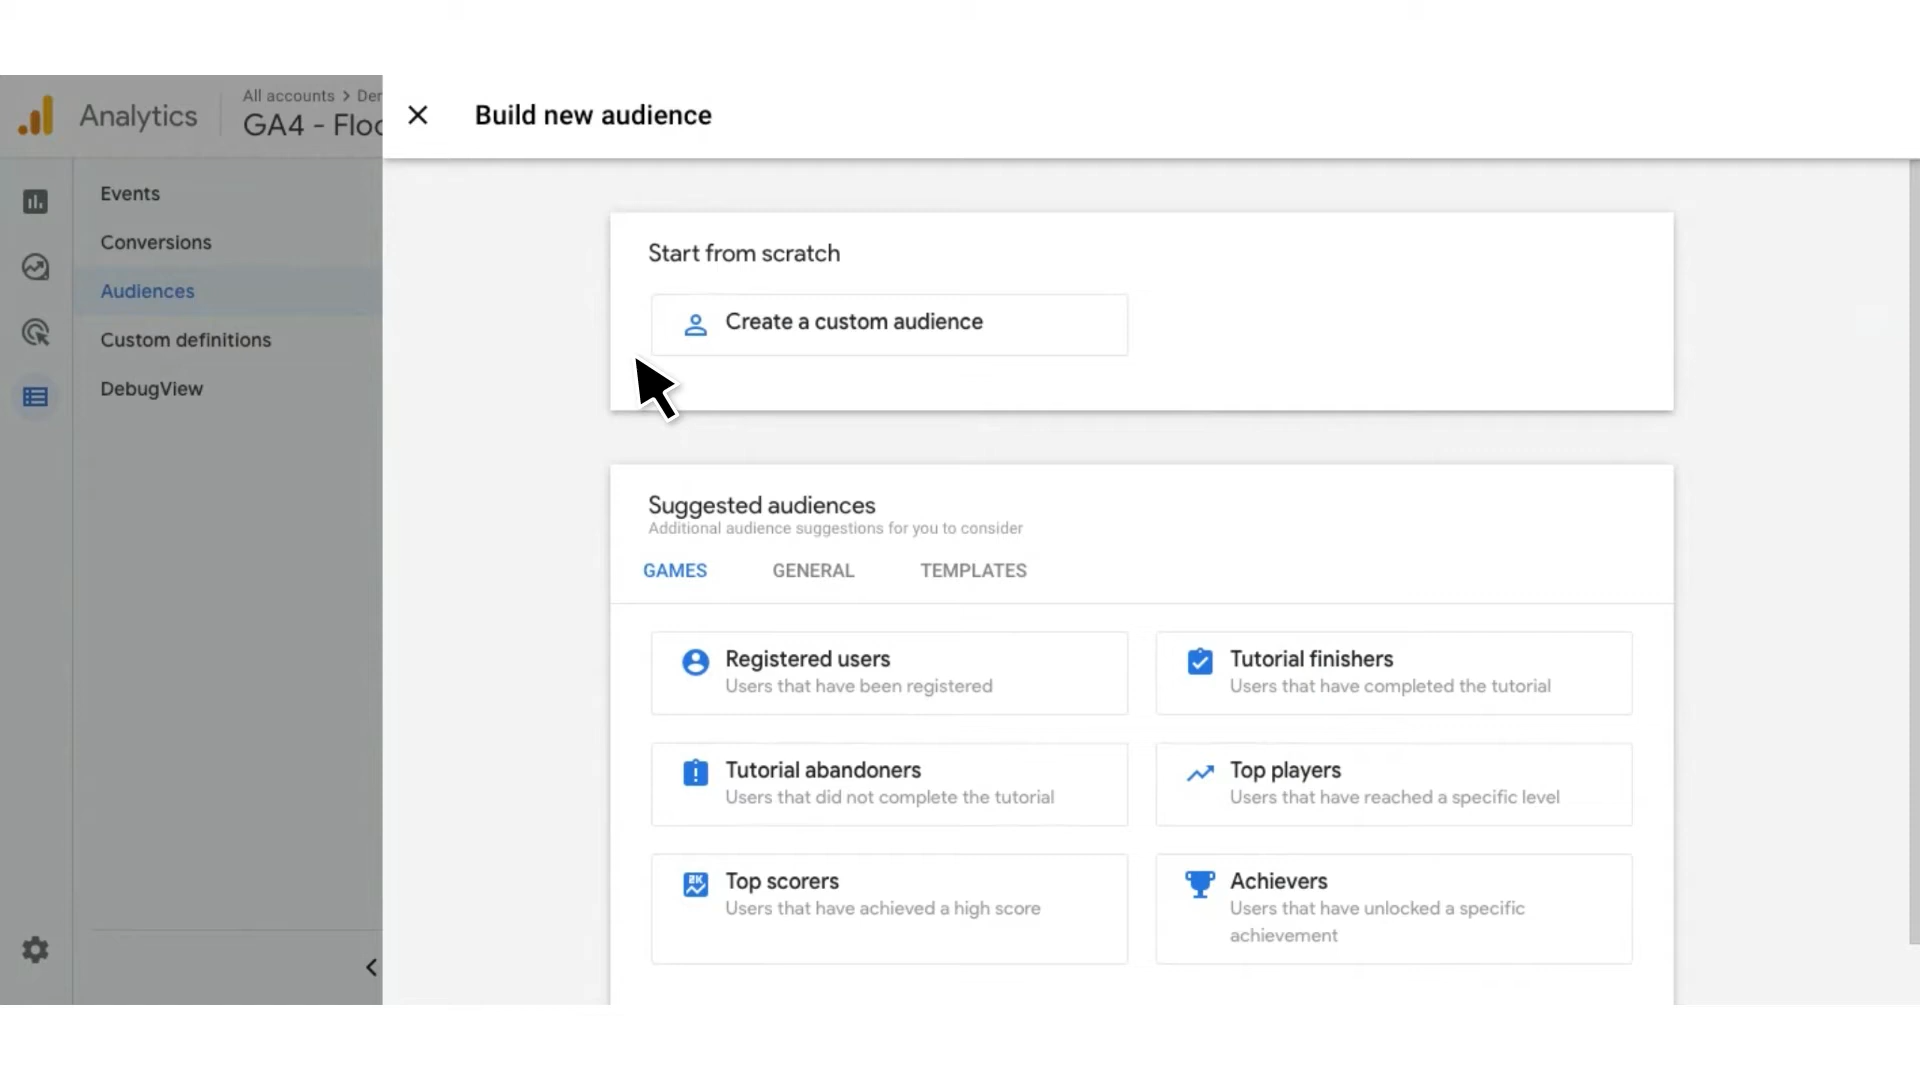 Analytics
All accounts > Der
GA4 - Floo
Build new audience
Events
Conversions
Audiences
Custom definitions
DebugView
Start from scratch
Create a custom audience
Suggested audiences
Additional audience suggestions for you to consider
GAMES GENERAL TEMPLATES
Registered users
Users that have been registered
Tutorial finishers
Users that have completed the tutorial
Tutorial abandoners
Users that did not complete the tutorial
Top players
Users that have reached a specific level
Top scorers
Users that have achieved a high score
Achievers
Users that have unlocked a specific
achievement